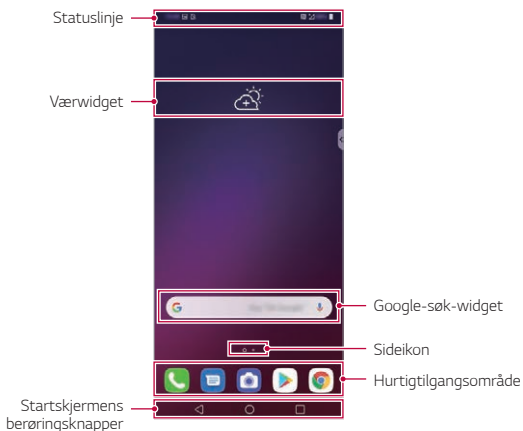 Statuslinje
Værwidget
Google-søk-widget
Sideikon
Hurtigtilgangsområde
Startskjermens
berøringsknapper